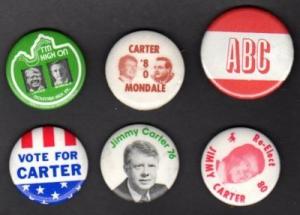 I'M
HIGH ON
CARTER
'80
MONDALE
ABC
VOTE FOR
CARTER
Jimmy Carter 76
Re-Elect
JIMMY
CARTER
'80